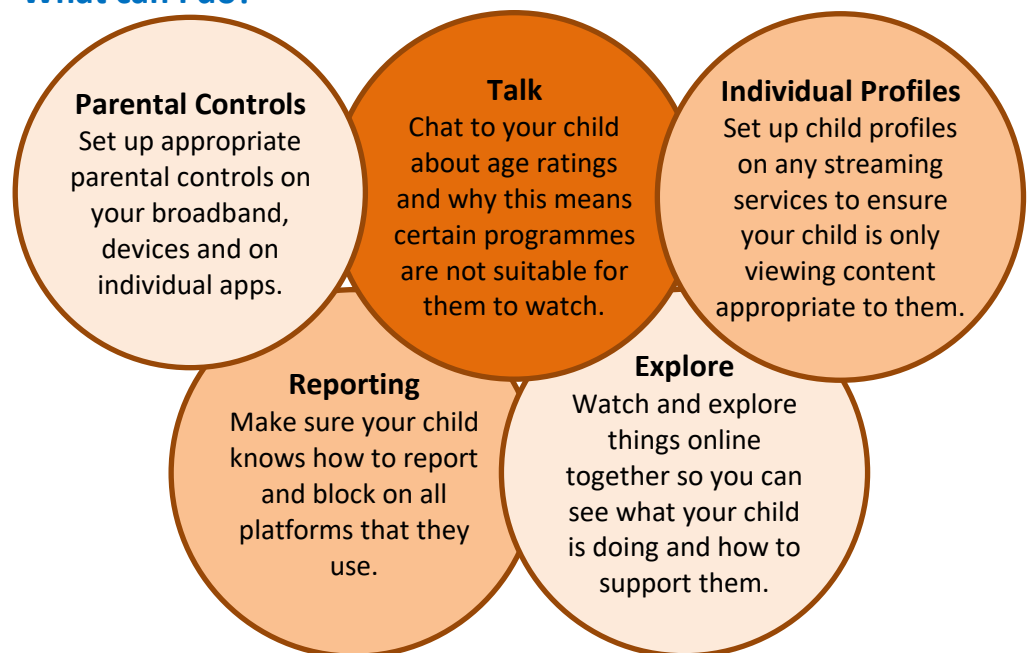 Parental Controls
Set up appropriate
parental controls on
your broadband,
devices and on
individual apps.
Talk
Chat to your child
about age ratings
and why this means
certain programmes
are not suitable for
them to watch.
Individual Profiles
Set up child profiles
on any streaming
services to ensure
your child is only
viewing content
appropriate to them.
Reporting
Make sure your child
knows how to report
and block on all
platforms that they
use.
Explore
Watch and explore
things online
together so you can
see what your child
is doing and how to
support them.